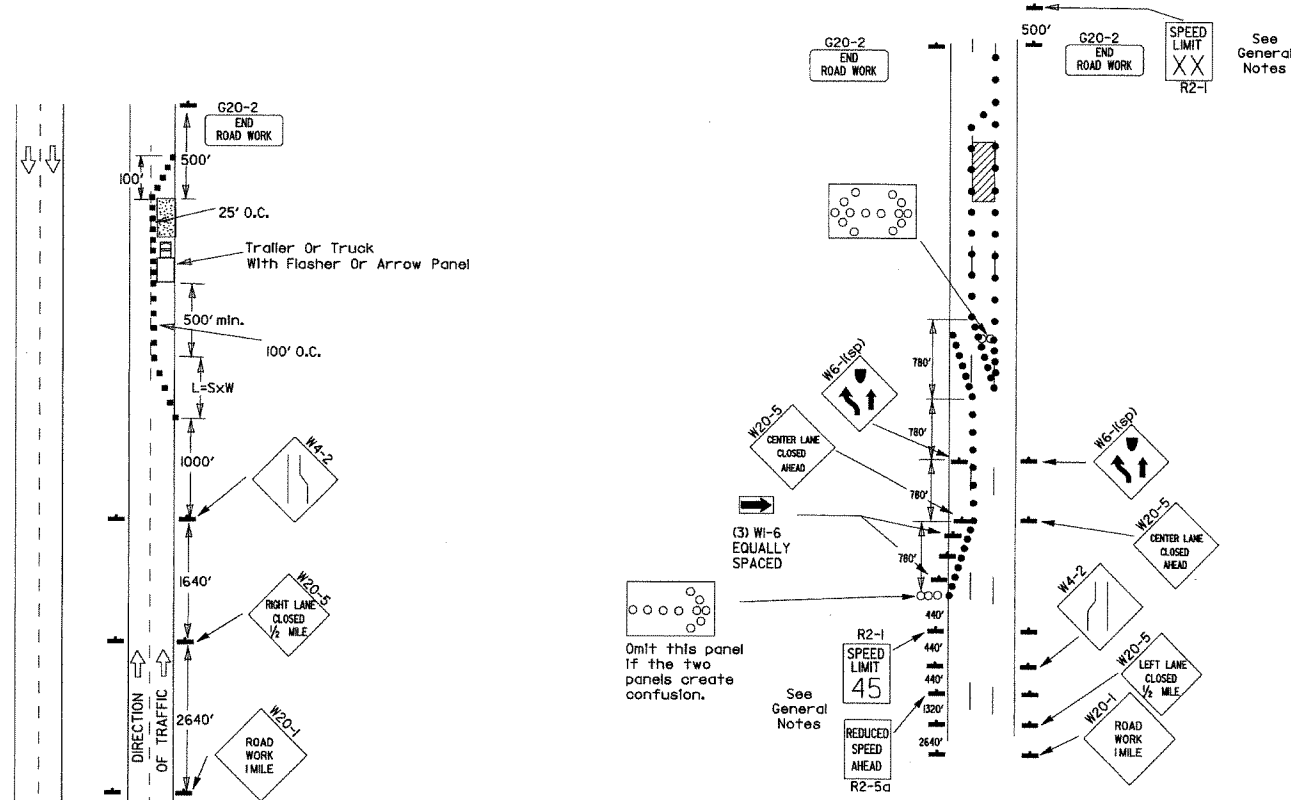 G20-2
END
ROAD WORK
500'
100'
25' O.C.
Trailer Or Truck
With Flasher Or Arrow Panel
500' min.
100' O.C.
L=SxW
1000'
W4-2
1640'
W20-5
RIGHT LANE
CLOSED
1/2 MILE
2640'
DIRECTION
OF TRAFFIC
W20-1
ROAD
WORK
1 MILE
G20-2
END
ROAD WORK
500'
G20-2
END
ROAD WORK
SPEED
LIMIT
XX
R2-1
See
General
Notes
780'
W6-1(sp)
780'
W20-5
CENTER LANE
CLOSED
AHEAD
780'
(3) W1-6
EQUALLY
SPACED
780'
W6-1(sp)
W20-5
CENTER LANE
CLOSED
AHEAD
Omit this panel
if the two
panels create
confusion.
440'
R2-1
SPEED
LIMIT
45
440'
440'
See
General
Notes
1320'
REDUCED
SPEED
AHEAD
R2-5a
2640'
W4-2
W20-5
LEFT LANE
CLOSED
1/2 MILE
W20-1
ROAD
WORK
1 MILE